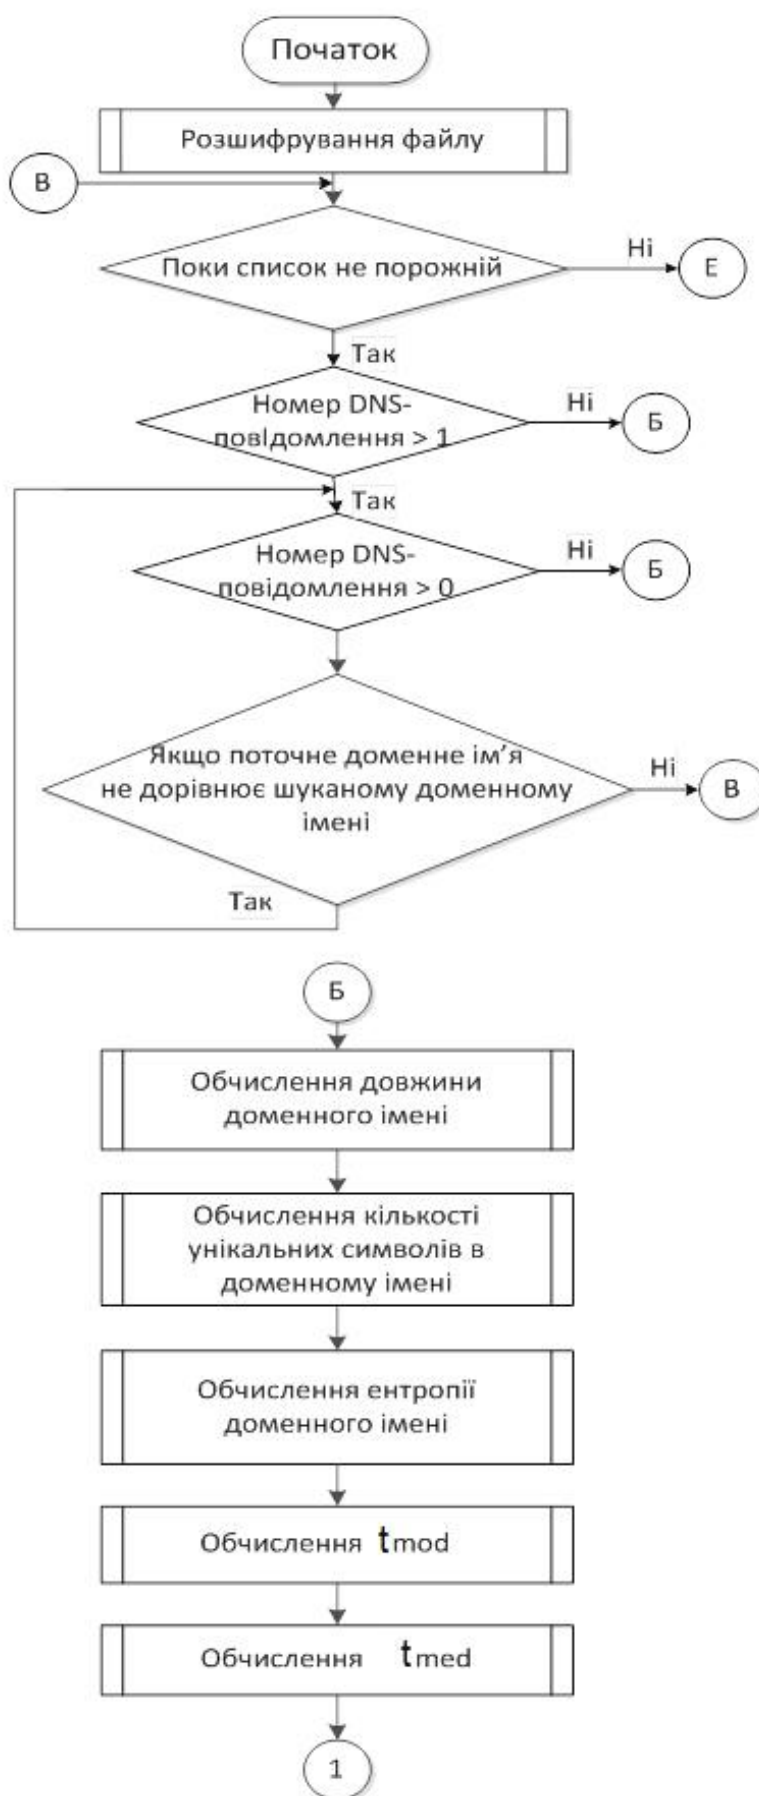 Початок
Розшифрування файлу
В
Поки список не порожній
Ні
Е
Так
Номер DNS-
повідомлення > 1
Ні
Б
Так
Номер DNS-
повідомлення > 0
Ні
Б
Якщо поточне доменне ім’я
не дорівнює шуканому доменному
імені
Ні
В
Так
Б
Обчислення довжини
доменного імені
Обчислення кількості
унікальних символів в
доменному імені
Обчислення ентропії
доменного імені
Обчислення tmod
Обчислення tmed
1